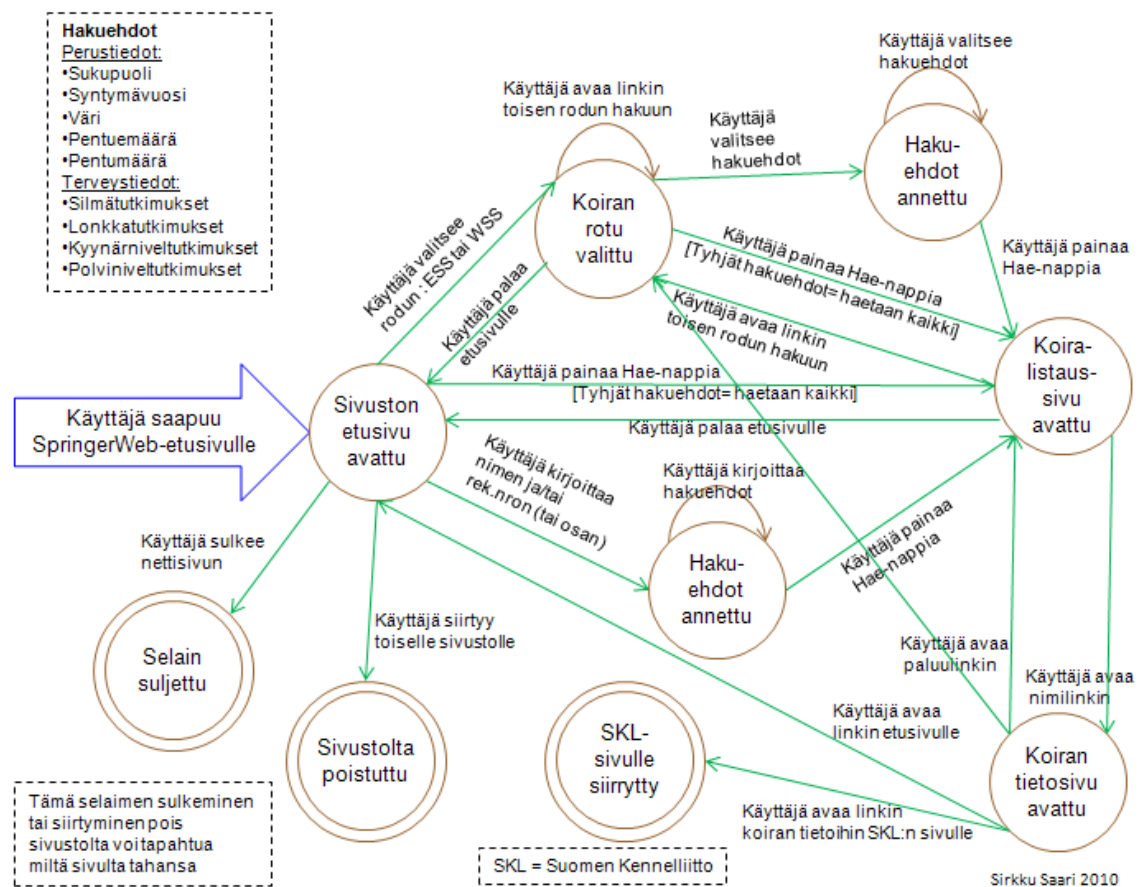 Hakuehdot
Perustiedot:
•Sukupuoli
•Syntymävuosi
•Väri
•Pentuemäärä
•Pentumäärä
Terveystiedot:
•Silmätutkimukset
•Lonkkatutkimukset
•Kyynärniveltutkimukset
•Polviniveltutkimukset
Käyttäjä avaa linkin
toisen rodun hakuun
Käyttäjä valitsee
hakuehdot
Käyttäjä
valitsee
hakuehdot
Haku-
ehdot
annettu
Koiran
rotu
valittu
Käyttäjä valitsee
rodun : ESS tai WSS
Käyttäjä palaa
etusivulle
Käyttäjä painaa Hae-nappia
[Tyhjät hakuehdot= haetaan kaikki]
Käyttäjä painaa
Hae-nappia
Käyttäjä avaa linkin
toisen rodun hakuun
Käyttäjä painaa Hae-nappia
[Tyhjät hakuehdot= haetaan kaikki]
Koira-
listaus-
sivu
avattu
Käyttäjä saapuu
SpringerWeb-etusivulle
Sivuston
etusivu
avattu
Käyttäjä palaa etusivulle
Käyttäjä kirjoittaa
nimen ja/tai
rek.nron (tai osan)
Käyttäjä kirjoittaa
hakuehdot
Haku-
ehdot
annettu
Käyttäjä painaa
Hae-nappia
Käyttäjä sulkee
nettisivun
Käyttäjä siirtyy
toiselle sivustolle
Selain
suljettu
Sivustolta
poistuttu
SKL-
sivulle
siirrytty
Käyttäjä avaa
paluulinkin
Käyttäjä avaa
nimilinkin
Käyttäjä avaa
linkin etusivulle
Koiran
tietosivu
avattu
Käyttäjä avaa linkin
koiran tietoihin SKL:n sivulle
Tämä selaimen sulkeminen
tai siirtyminen pois
sivustolta voi tapahtua
miltä sivulta tahansa
SKL = Suomen Kennelliitto
Sirkku Saari 2010